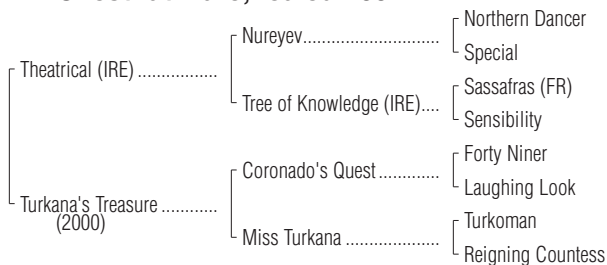 Northern Dancer
Nureyev
Special
Theatrical (IRE)
Sassafras (FR)
Tree of Knowledge (IRE)
Sensibility
Forty Niner
Coronado's Quest
Laughing Look
Turkana's Treasure
(2000)
Turkoman
Miss Turkana
Reigning Countess